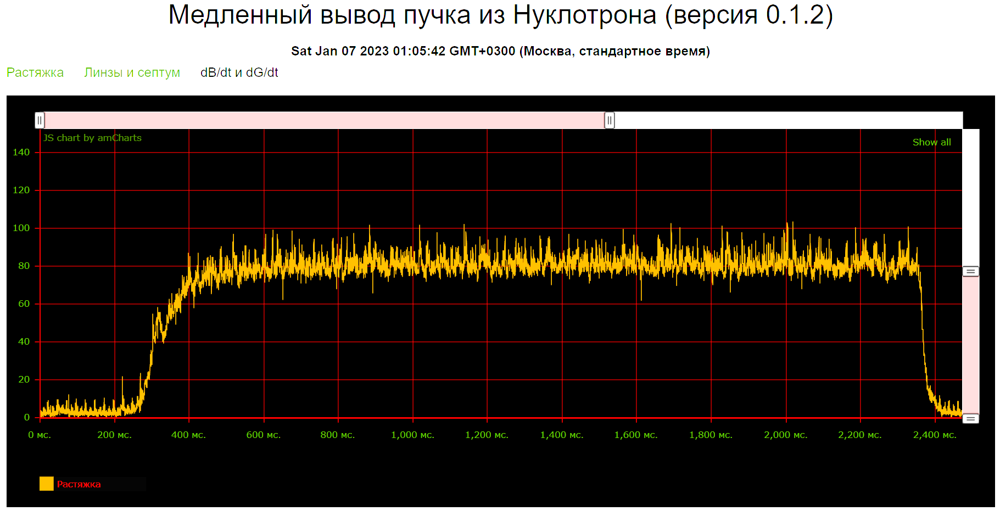 Медленный вывод пучка из Нуклотрона (версия 0.1.2)
Sat Jan 07 2023 01:05:42 GMT+0300 (Москва, стандартное время)
Растяжка Линзы и септум dB/dt и dG/dt
JS chart by amCharts
Show all
140
120
100
80
60
40
20
0
0 мс. 200 мс. 400 мс. 600 мс. 800 мс. 1,000 мс. 1,200 мс. 1,400 мс. 1,600 мс. 1,800 мс. 2,000 мс. 2,200 мс. 2,400 мс.
Растяжка